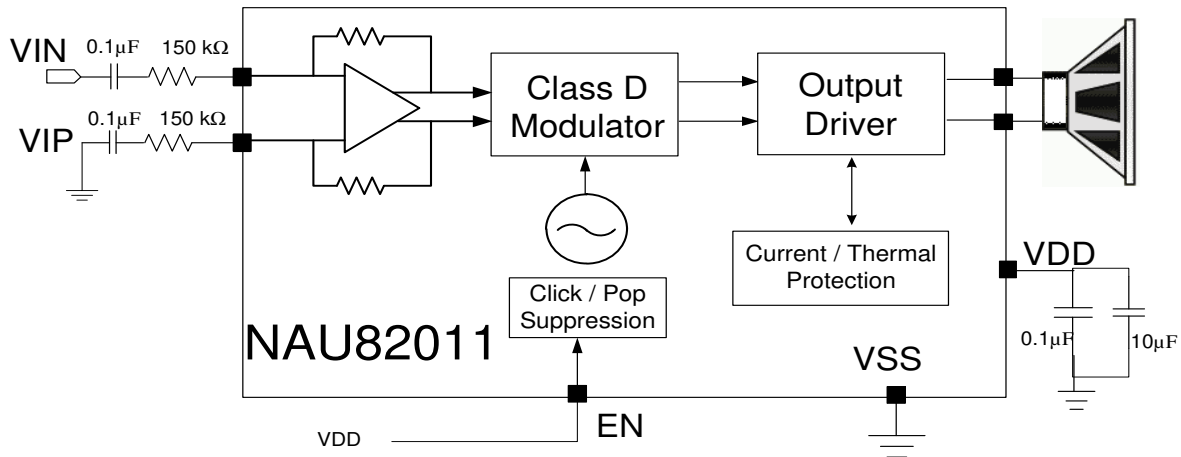 VIN
0.1µF
150 kΩ
VIP
0.1µF
150 kΩ
Class D
Modulator
Output
Driver
Current / Thermal
Protection
Click / Pop
Suppression
NAU82011
VDD
0.1µF
10µF
VSS
EN
VDD